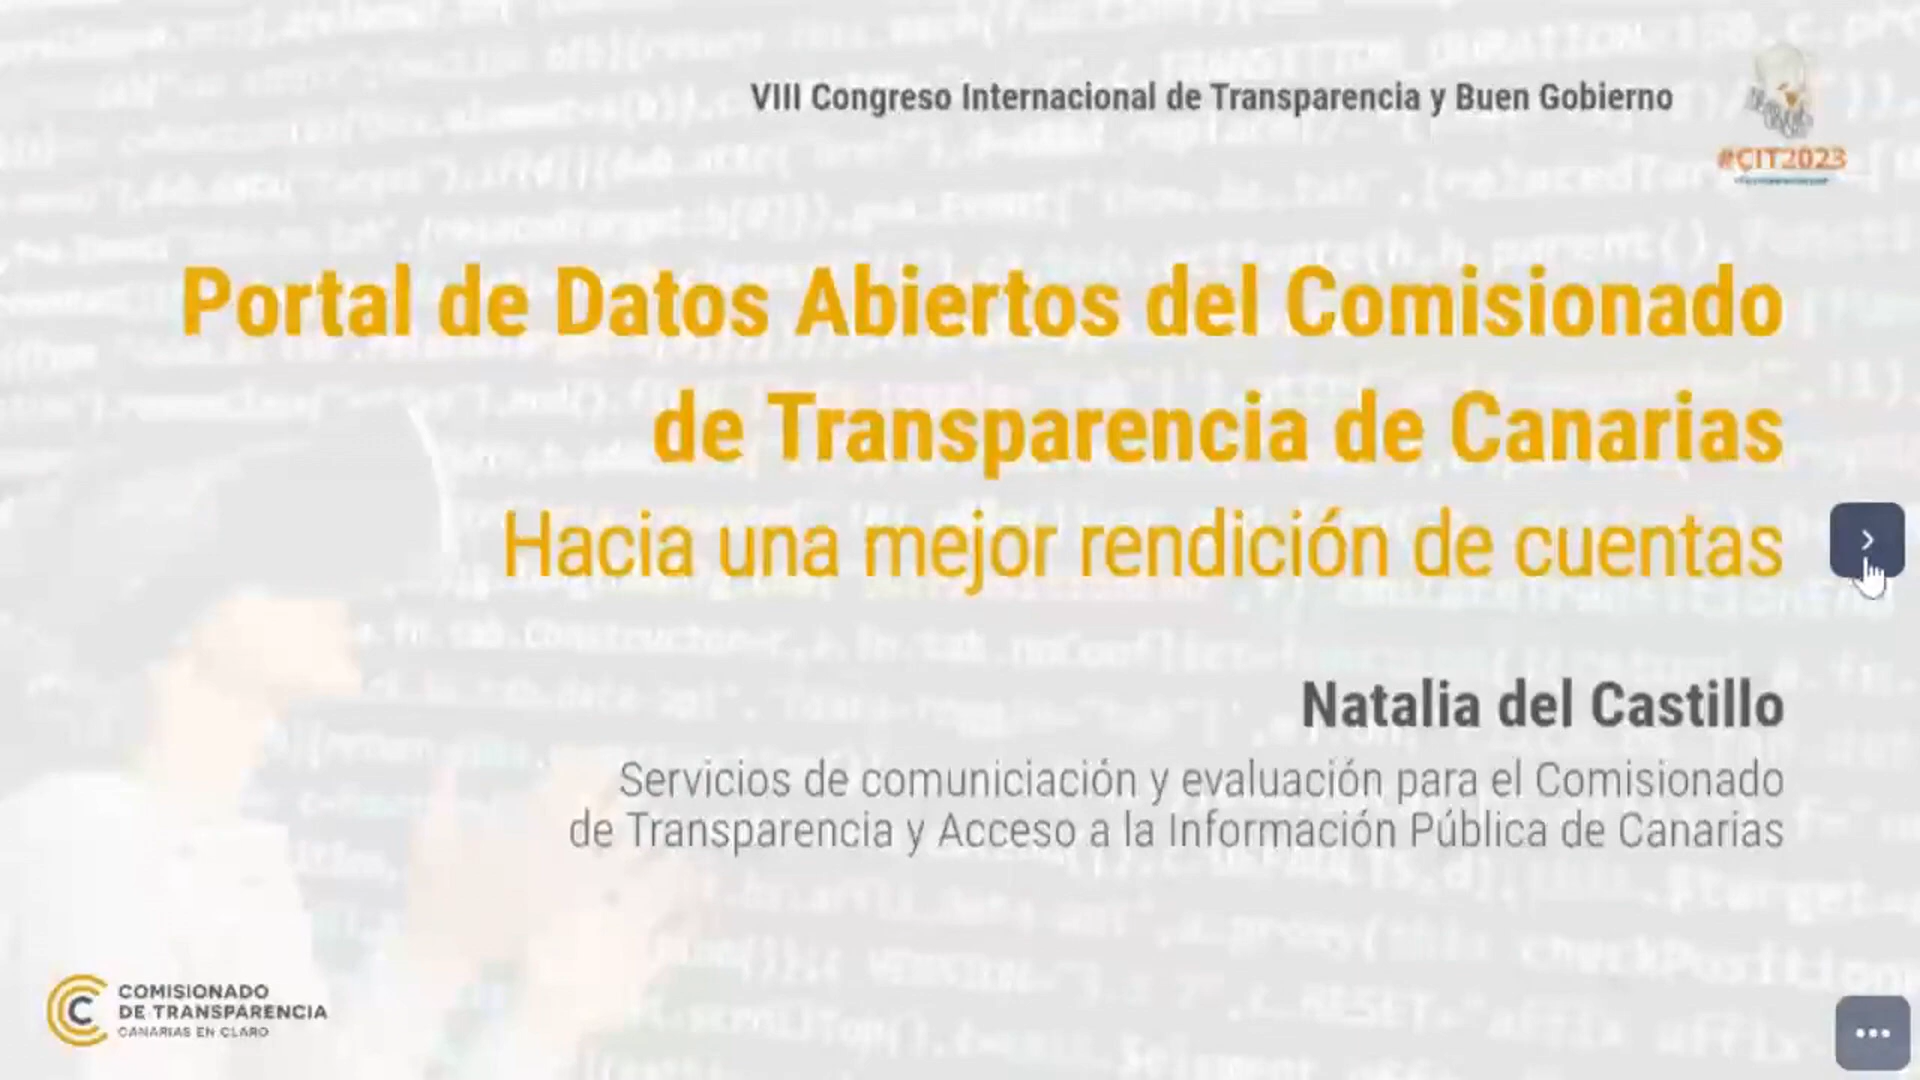 VIII Congreso Internacional de Transparencia y Buen Gobierno
#CIT2023
Portal de Datos Abiertos del Comisionado
de Transparencia de Canarias
Hacia una mejor rendición de cuentas
Natalia del Castillo
Servicios de comuniciación y evaluación para el Comisionado
de Transparencia y Acceso a la Información Pública de Canarias
COMISIONADO
DE TRANSPARENCIA
CANARIAS EN CLARO